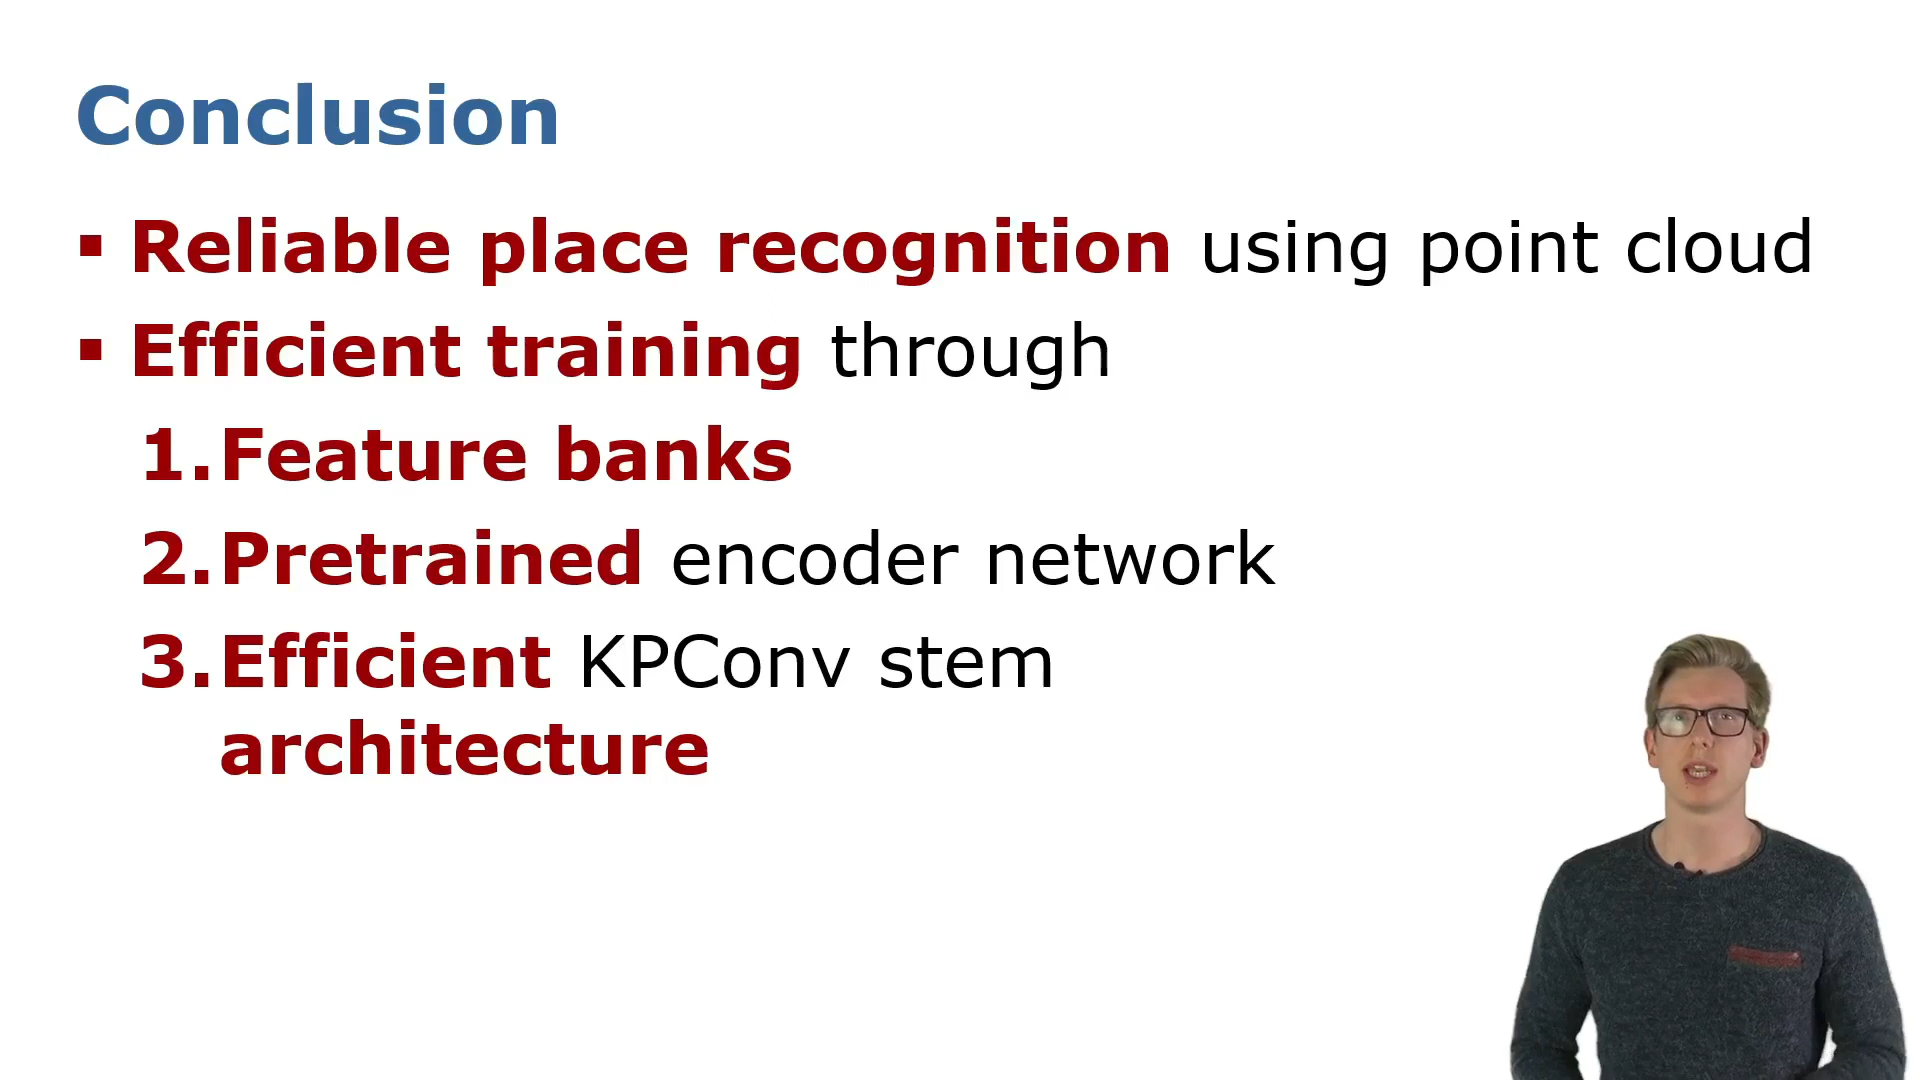 Conclusion
▪ Reliable place recognition using point cloud
▪ Efficient training through
1. Feature banks
2. Pretrained encoder network
3. Efficient KPConv stem
architecture